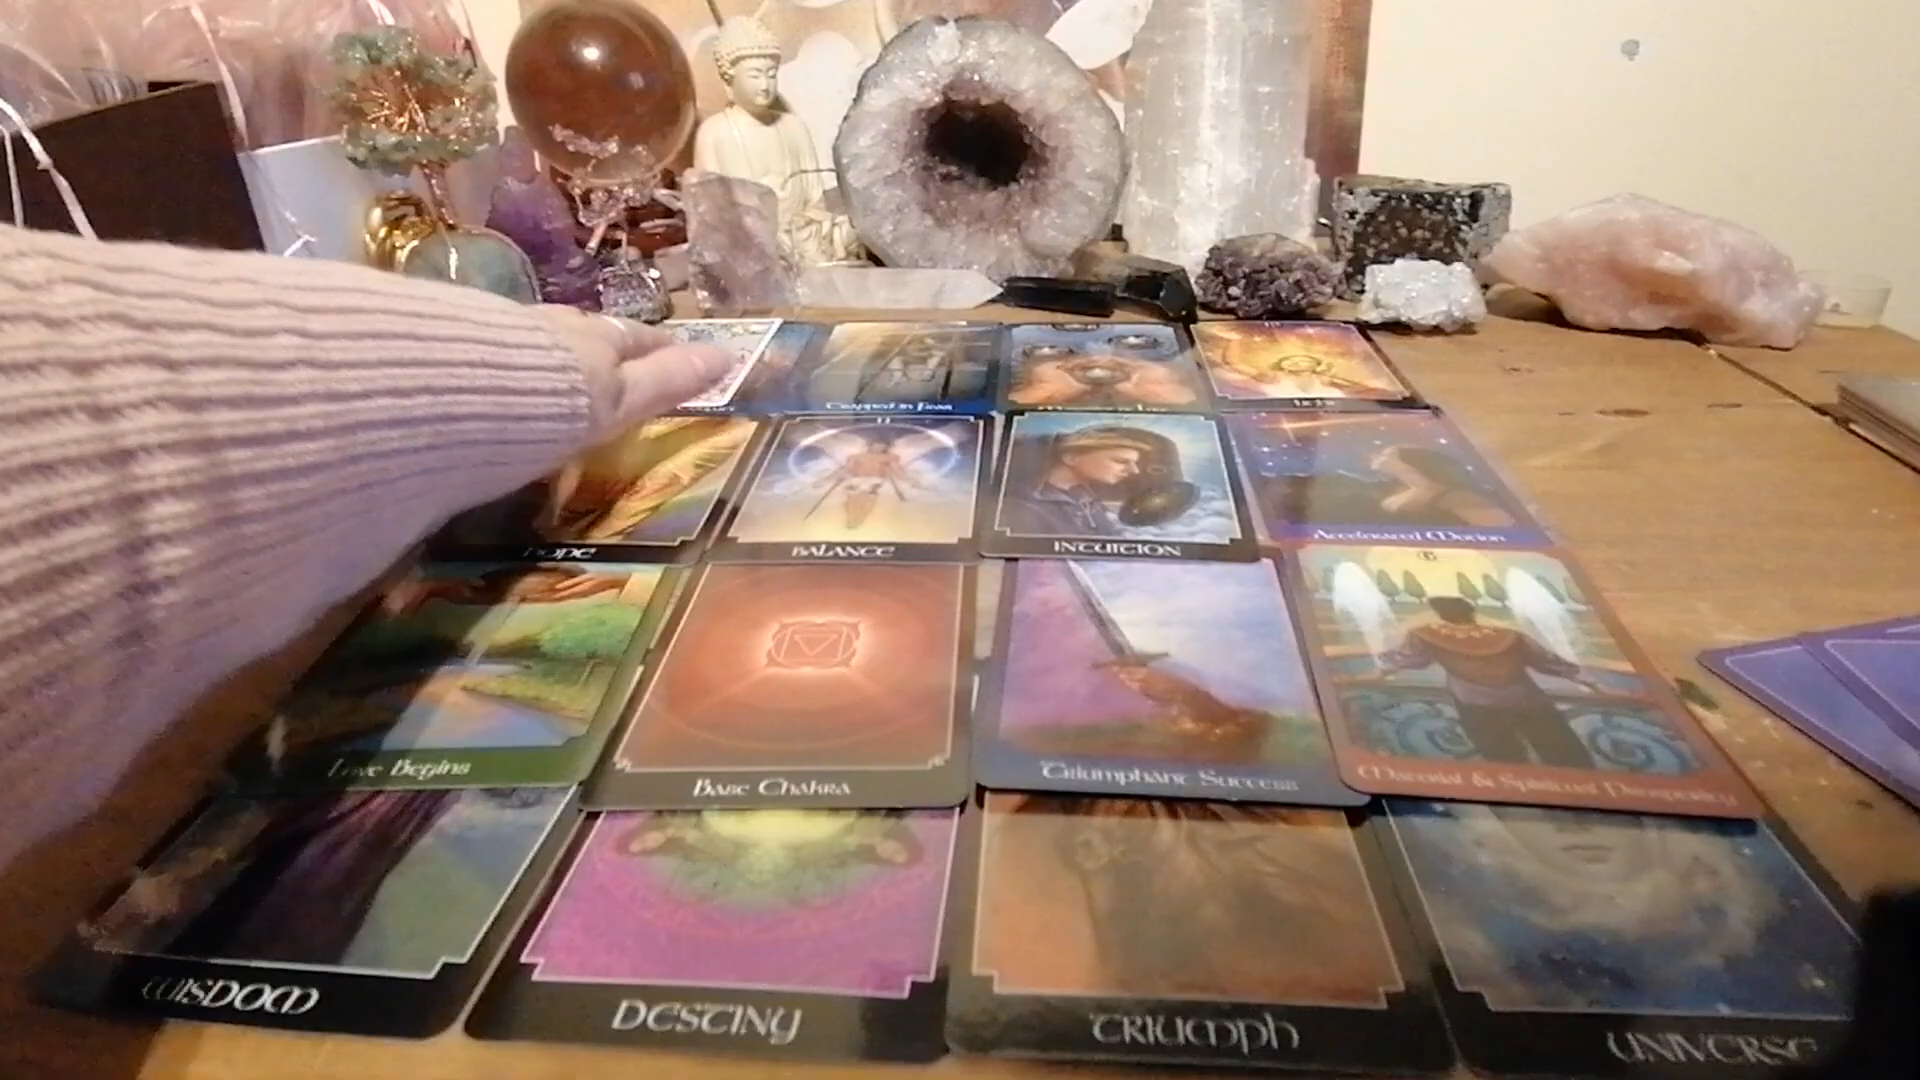 Trapped in Fear
HOPE
BALANCE
INTUITION
Accelerated Motion
Love Begins
Base Chakra
Triumphant Success
6
Material & Spiritual Prosperity
WISDOM
DESTINY
TRIUMPH
UNIVERSE